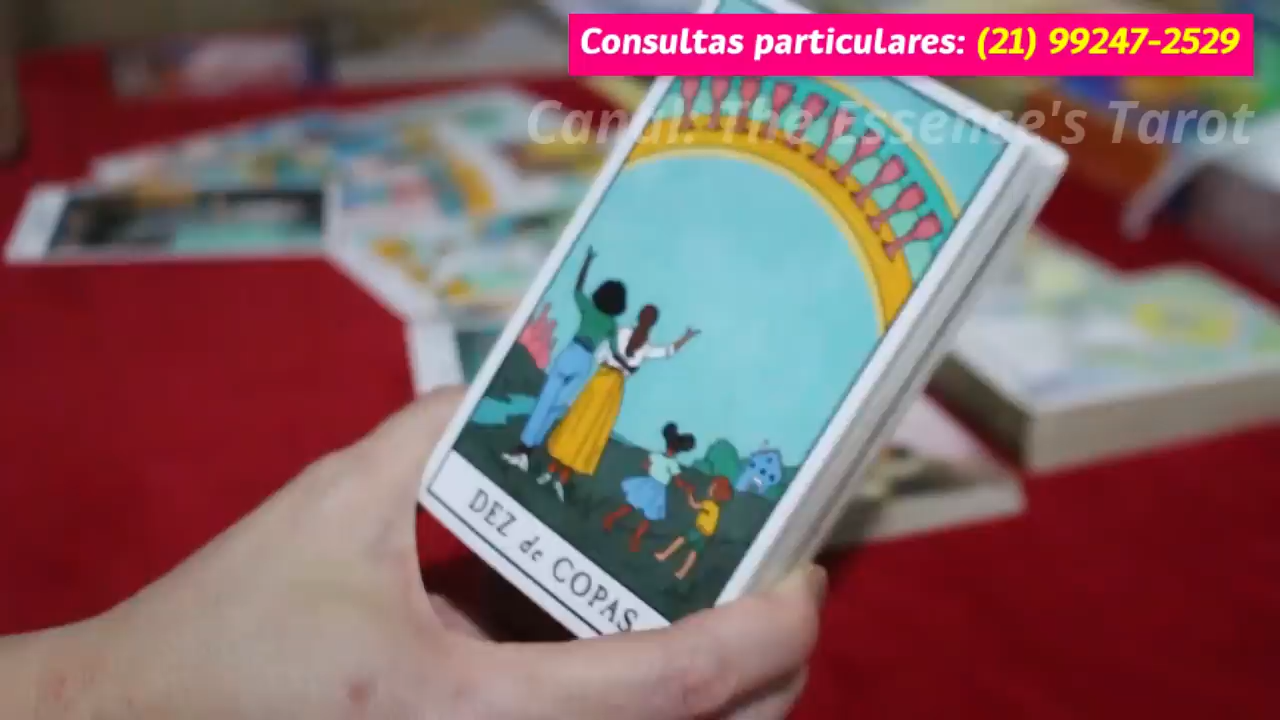 Consultas particulares: (21) 99247-2529
Canal: The Essence's Tarot
DEZ de COPAS